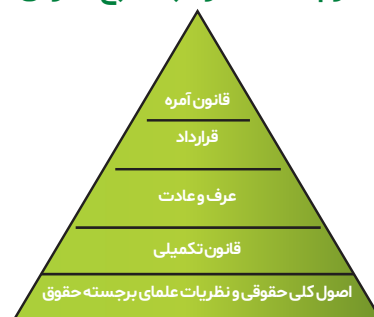 قانون آمره
قرارداد
عرف و عادت
قانون تکمیلی
اصول کلی حقوقی و نظریات علمای برجسته حقوق